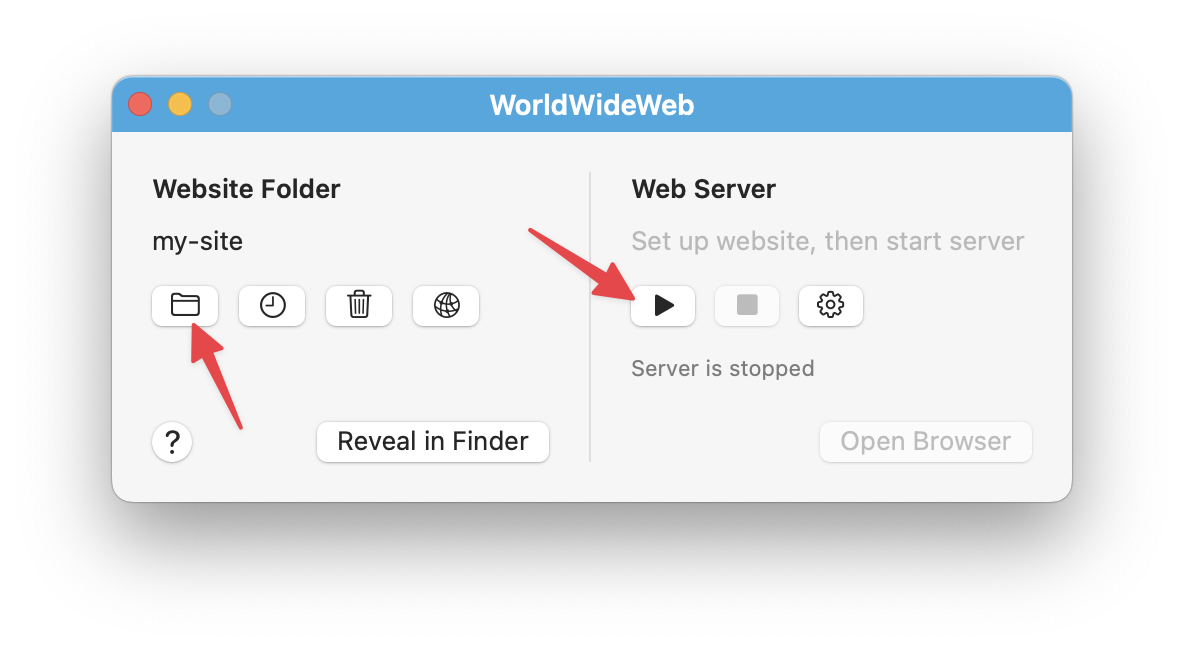 WorldWideWeb
Website Folder
my-site
?
Reveal in Finder
Web Server
Set up website, then start server
Server is stopped
Open Browser